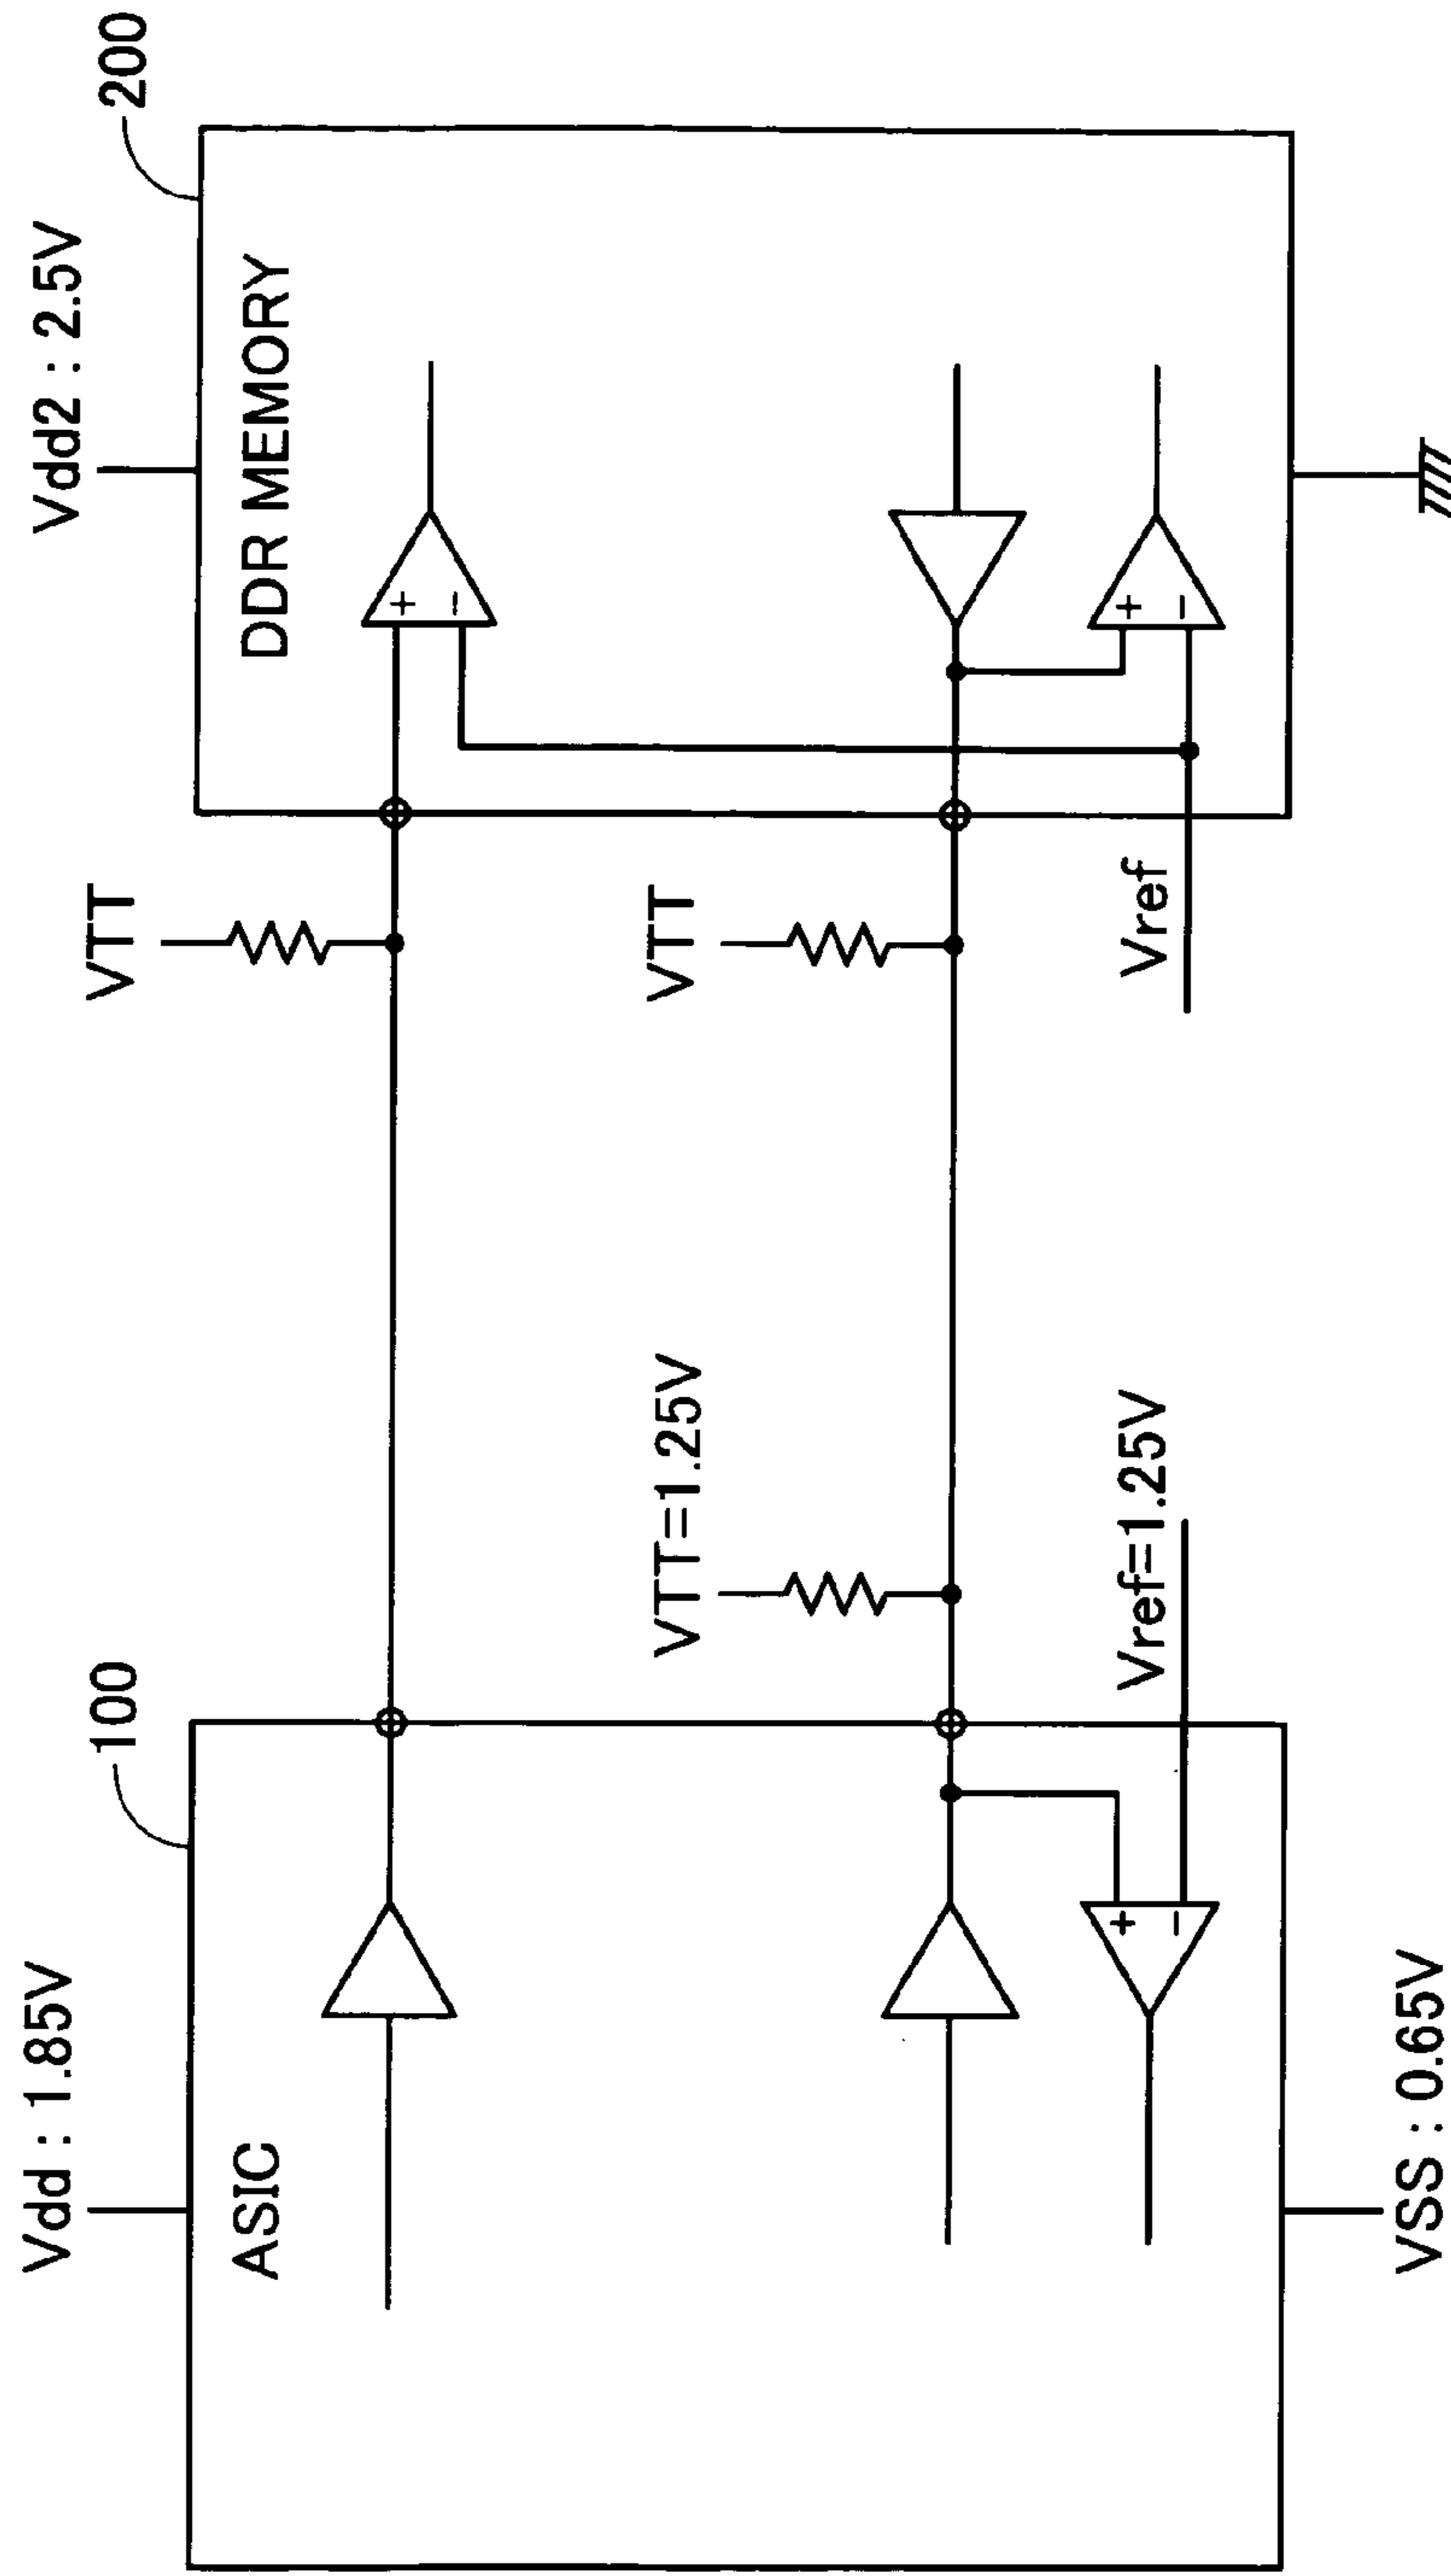 Vdd : 1.85V
100
ASIC
VTT=1.25V
+
−
Vref=1.25V
VSS : 0.65V
Vdd2 : 2.5V
200
DDR MEMORY
VTT
+
−
VTT
+
−
Vref